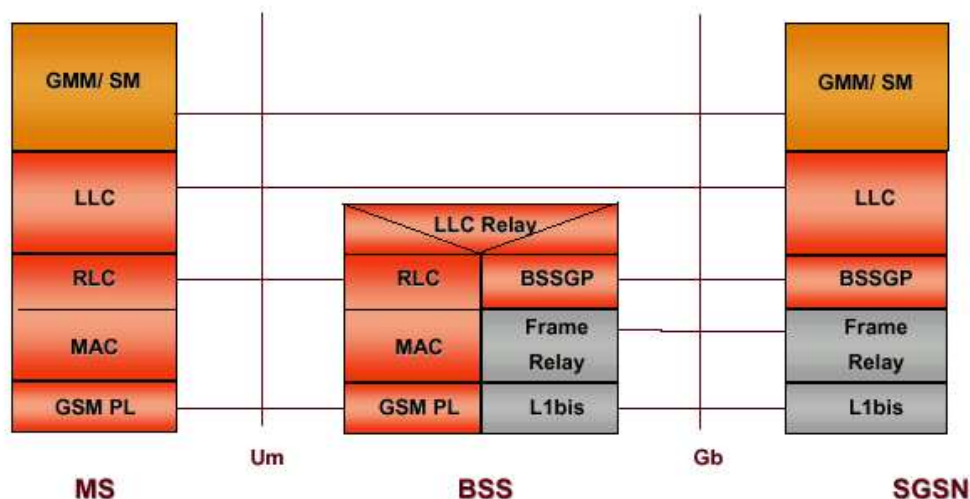 GMM/ SM
GMM/ SM
LLC
LLC Relay
LLC
RLC
RLC
BSSGP
BSSGP
MAC
MAC
Frame
Relay
Frame
Relay
GSM PL
GSM PL
L1bis
L1bis
Um
Gb
MS
BSS
SGSN